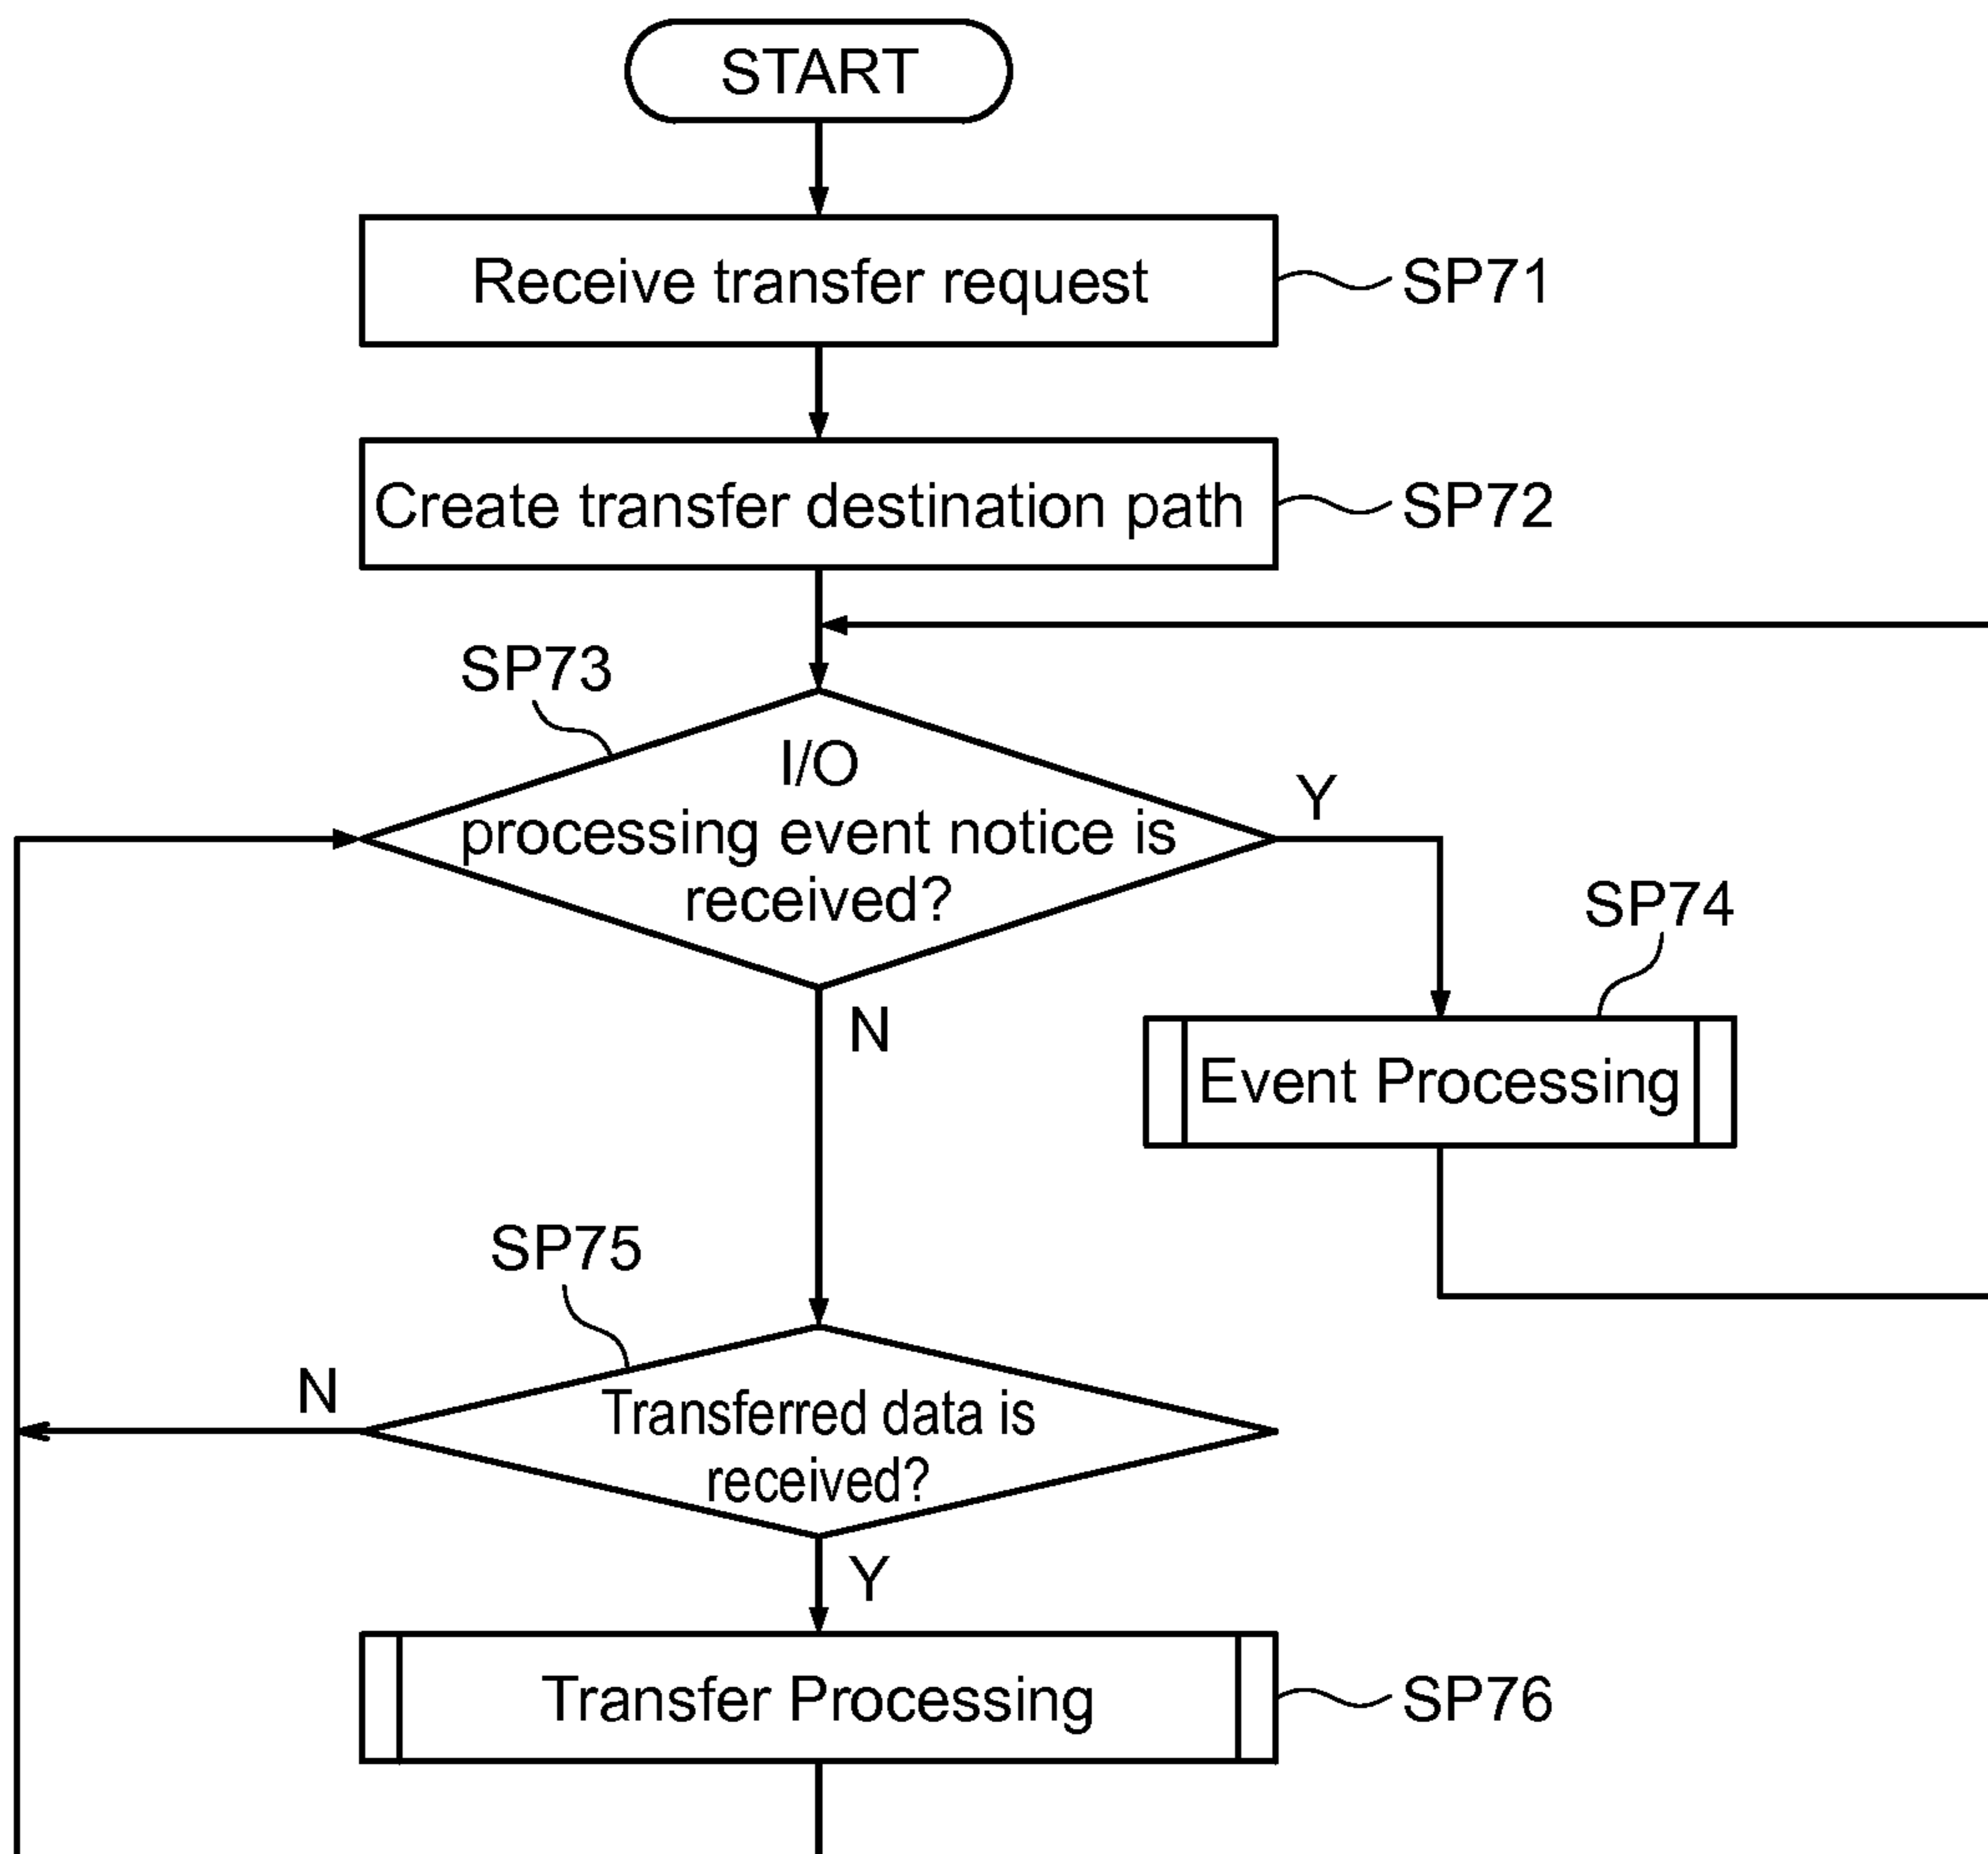 START
Receive transfer request
SP71
Create transfer destination path
SP72
SP73
I/O
processing event notice is
received?
Y
N
SP74
Event Processing
SP75
Transferred data is
received?
N
Y
Transfer Processing
SP76